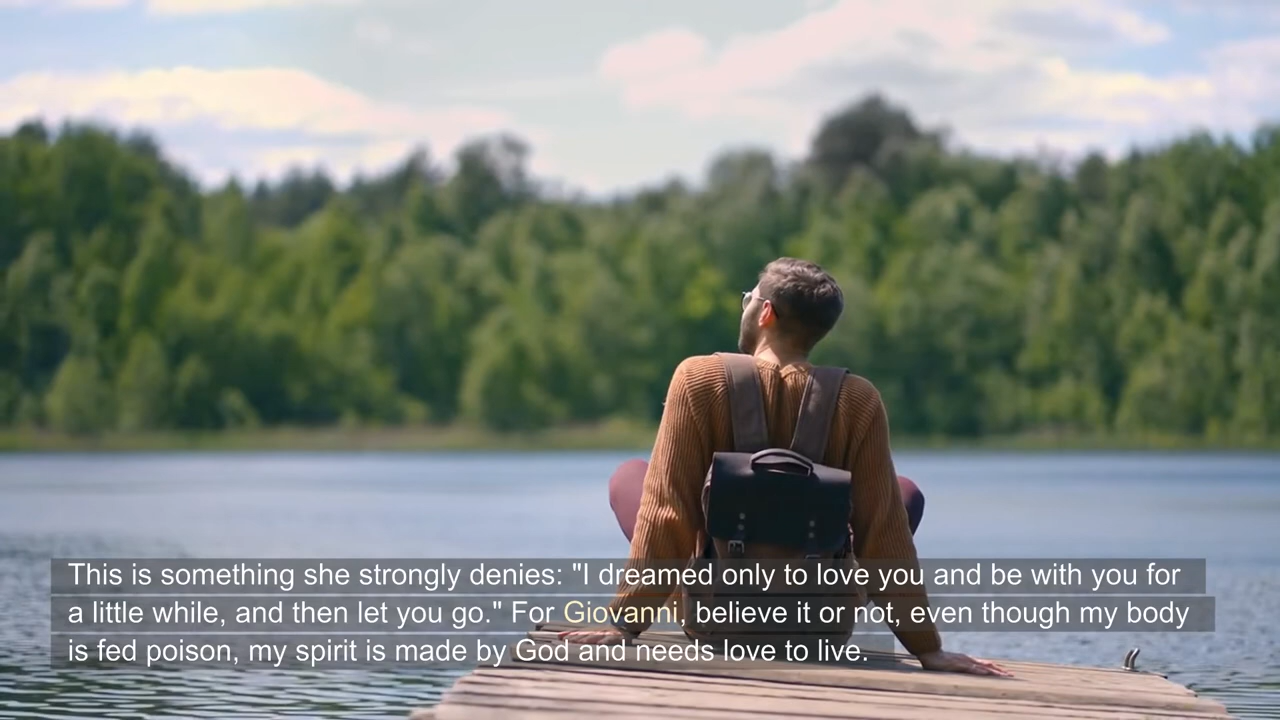 This is something she strongly denies: "I dreamed only to love you and be with you for
a little while, and then let you go." For Giovanni, believe it or not, even though my body
is fed poison, my spirit is made by God and needs love to live.